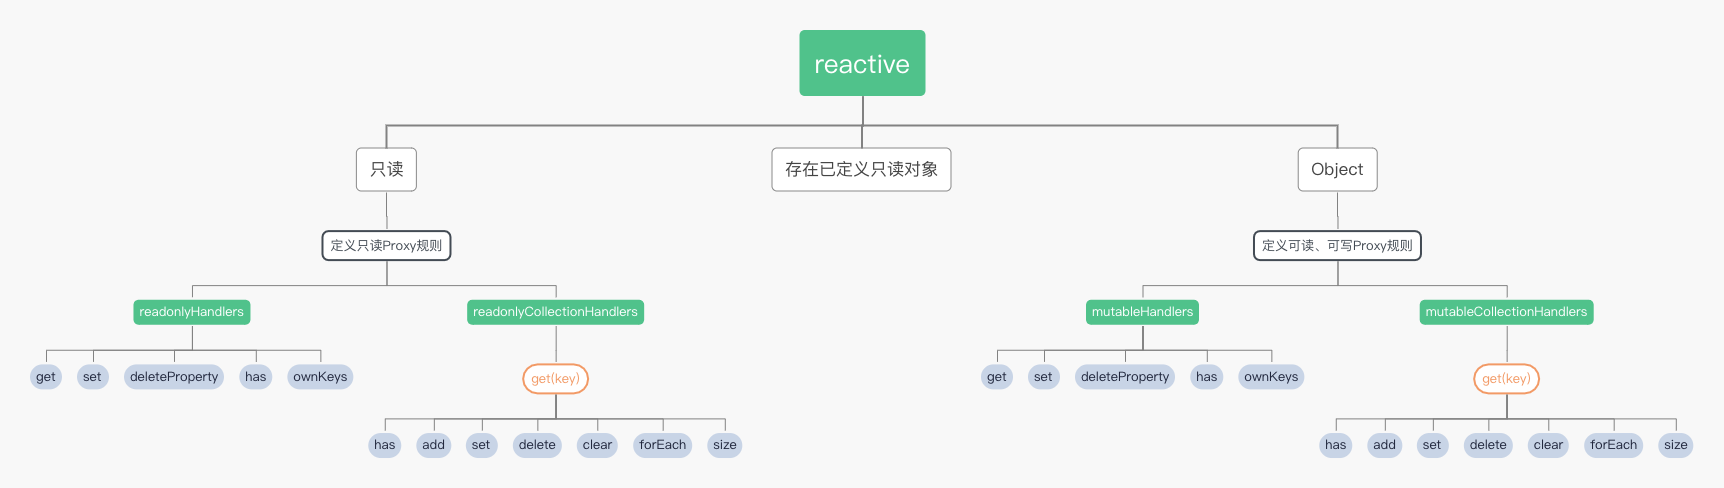 reactive
只读
存在已定义只读对象
Object
定义只读Proxy规则
定义可读、可写Proxy规则
readonlyHandlers
readonlyCollectionHandlers
mutableHandlers
mutableCollectionHandlers
get
set
deleteProperty
has
ownKeys
get(key)
get
set
deleteProperty
has
ownKeys
get(key)
has
add
set
delete
clear
forEach
size
has
add
set
delete
clear
forEach
size